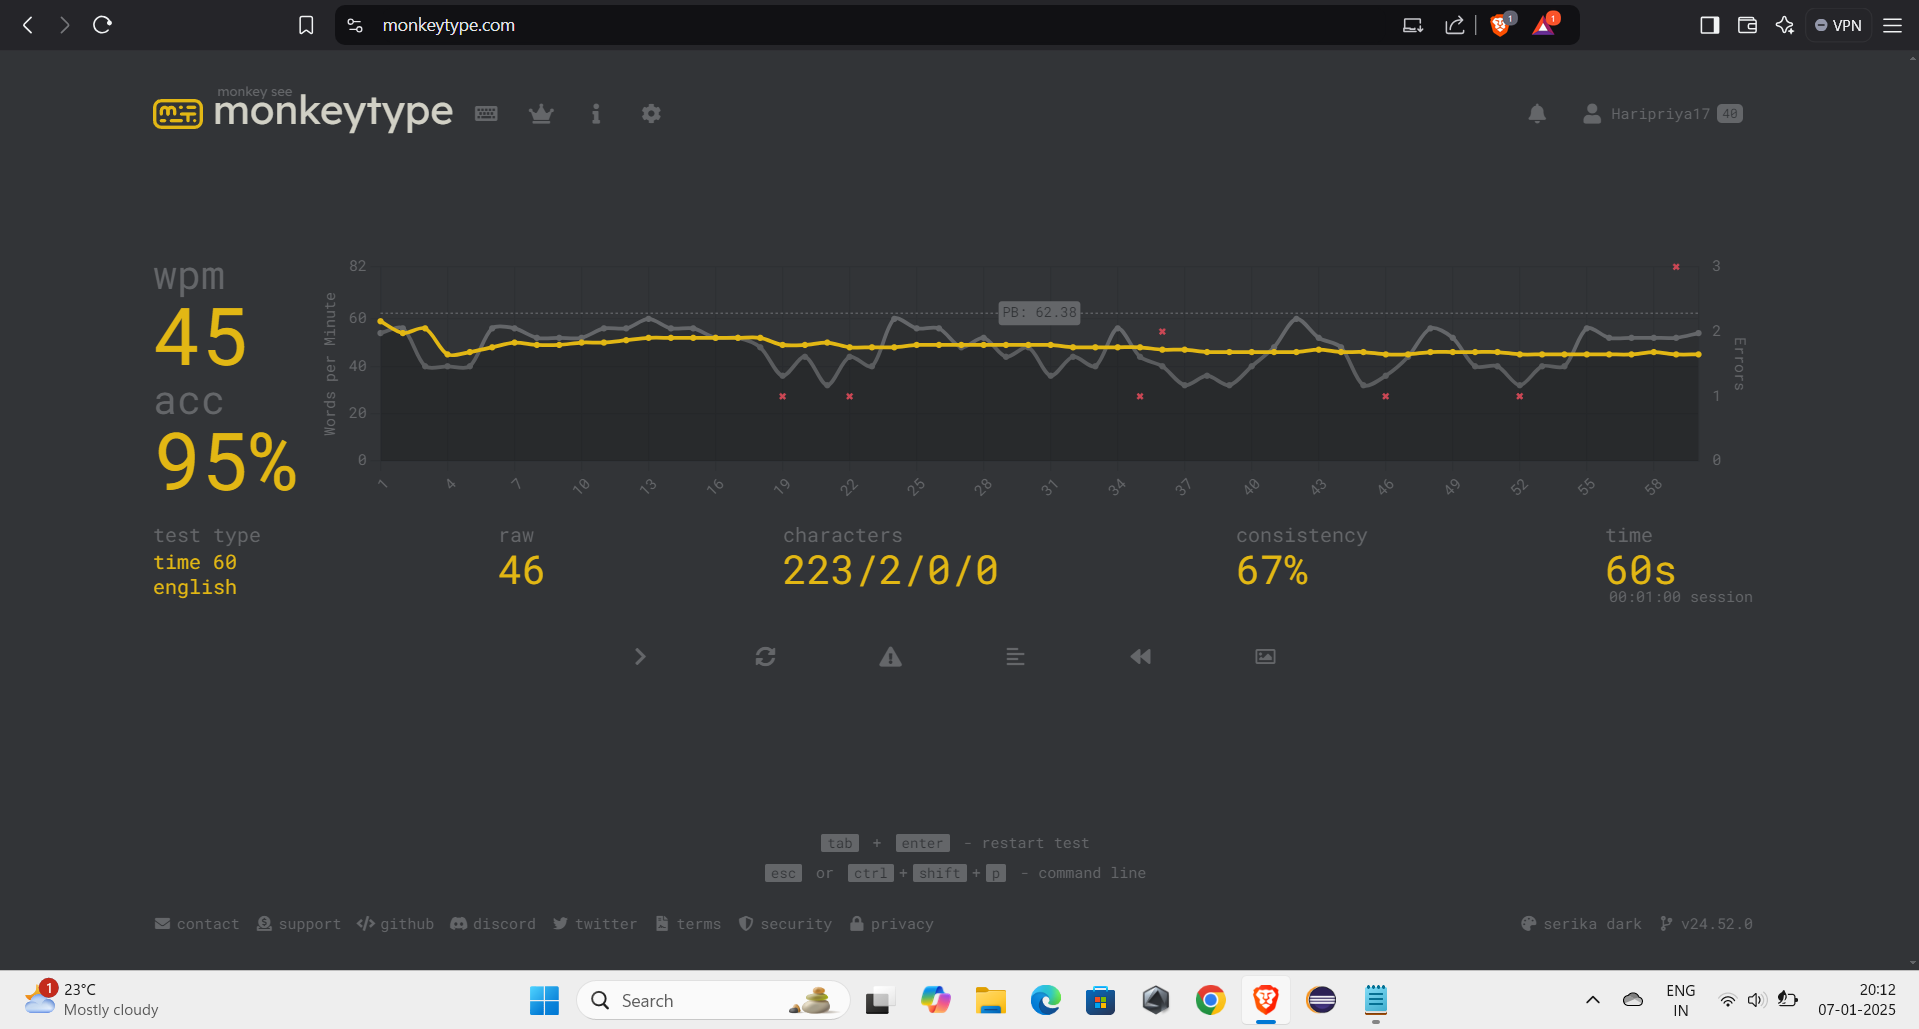 monkeytype.com
1
1
VPN
monkey see
monkeytype
Haripriya17 40
wpm
45
acc
95%
Words per Minute
82
60
40
20
0
PB: 62.38
3
2
1
0
Errors
1 4 7 10 13 16 19 22 25 28 31 34 37 40 43 46 49 52 55 58
test type
time 60
english
raw
46
characters
223/2/0/0
consistency
67%
time
60s
00:01:00 session
tab + enter - restart test
esc or ctrl + shift + p - command line
contact support github discord twitter terms security privacy
serika dark v24.52.0
1
23°C
Mostly cloudy
Search
ENG
IN
20:12
07-01-2025